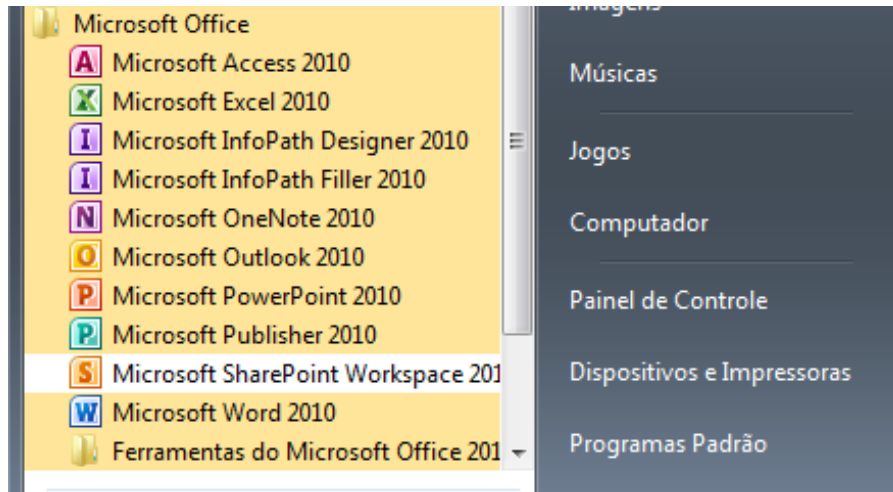 Microsoft Office
Microsoft Access 2010
Microsoft Excel 2010
Microsoft InfoPath Designer 2010
Microsoft InfoPath Filler 2010
Microsoft OneNote 2010
Microsoft Outlook 2010
Microsoft PowerPoint 2010
Microsoft Publisher 2010
Microsoft SharePoint Workspace 201
Microsoft Word 2010
Ferramentas do Microsoft Office 201
Imagens
Músicas
Jogos
Computador
Painel de Controle
Dispositivos e Impressoras
Programas Padrão